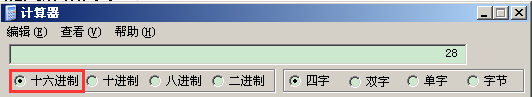 计算器
编辑(E) 查看(V) 帮助(H)
28
十六进制 十进制 八进制 二进制 四字 双字 单字 字节